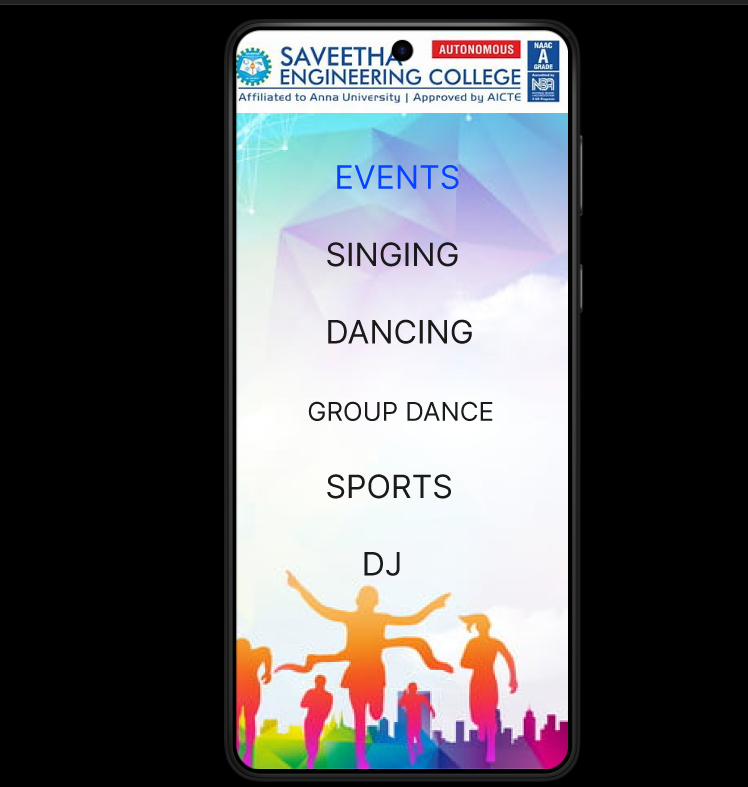 SAVEETHA AUTONOMOUS
ENGINEERING COLLEGE
Affiliated to Anna University | Approved by AICTE
NAAC
A
GRADE
NBA
EVENTS
SINGING
DANCING
GROUP DANCE
SPORTS
DJ